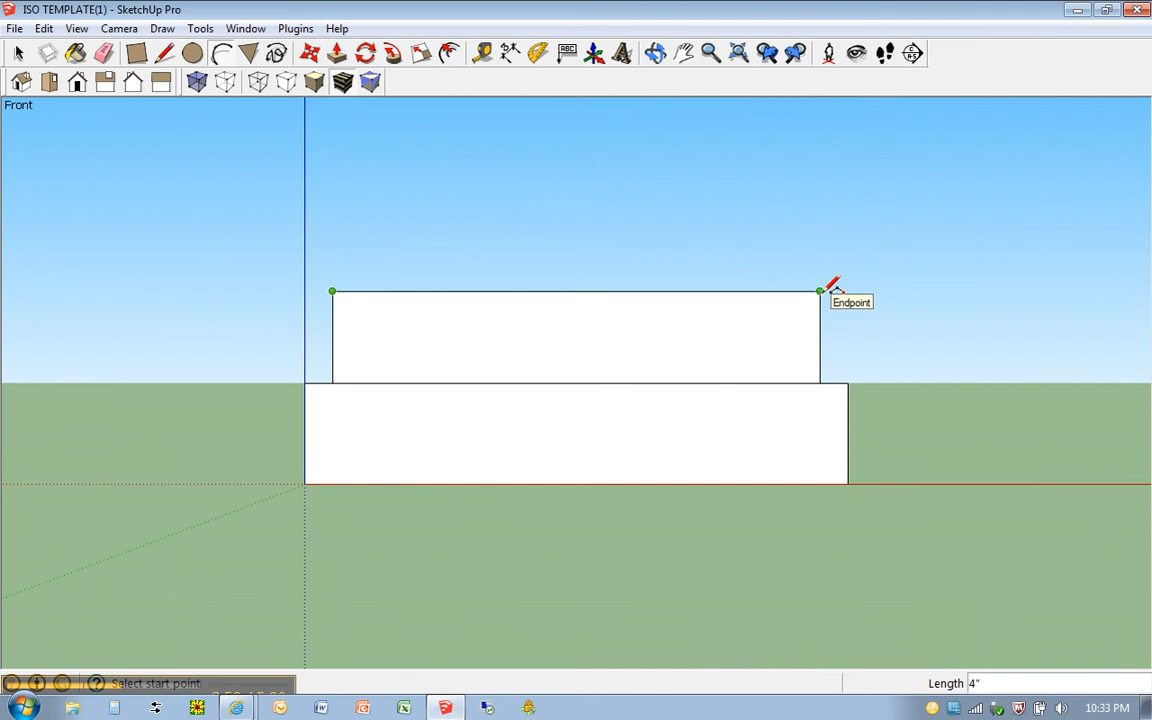 ISO TEMPLATE(1) - SketchUp Pro
File Edit View Camera Draw Tools Window Plugins Help
Front
Endpoint
Select start point
Length 4"
10:33 PM